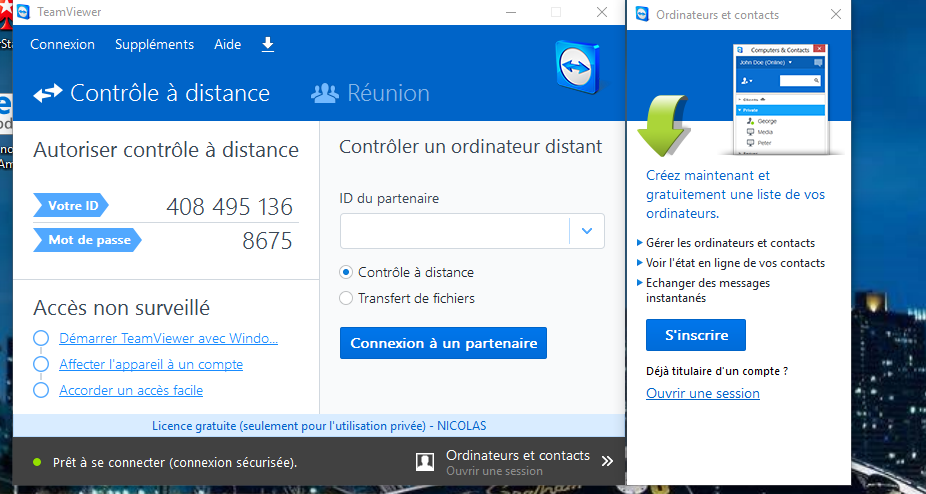 TeamViewer
Connexion Suppléments Aide
Contrôle à distance Réunion
Autoriser contrôle à distance
Votre ID 408 495 136
Mot de passe 8675
Accès non surveillé
Démarrer TeamViewer avec Windo...
Affecter l'appareil à un compte
Accorder un accès facile
Contrôler un ordinateur distant
ID du partenaire
Contrôle à distance
Transfert de fichiers
Connexion à un partenaire
Licence gratuite (seulement pour l'utilisation privée) - NICOLAS
Prêt à se connecter (connexion sécurisée).
Ordinateurs et contacts
Ouvrir une session
Ordinateurs et contacts
Computers & Contacts
John Doe (Online)
Private
George
Media
Peter
Créez maintenant et
gratuitement une liste de vos
ordinateurs.
Gérer les ordinateurs et contacts
Voir l'état en ligne de vos contacts
Echanger des messages
instantanés
S'inscrire
Déjà titulaire d'un compte ?
Ouvrir une session